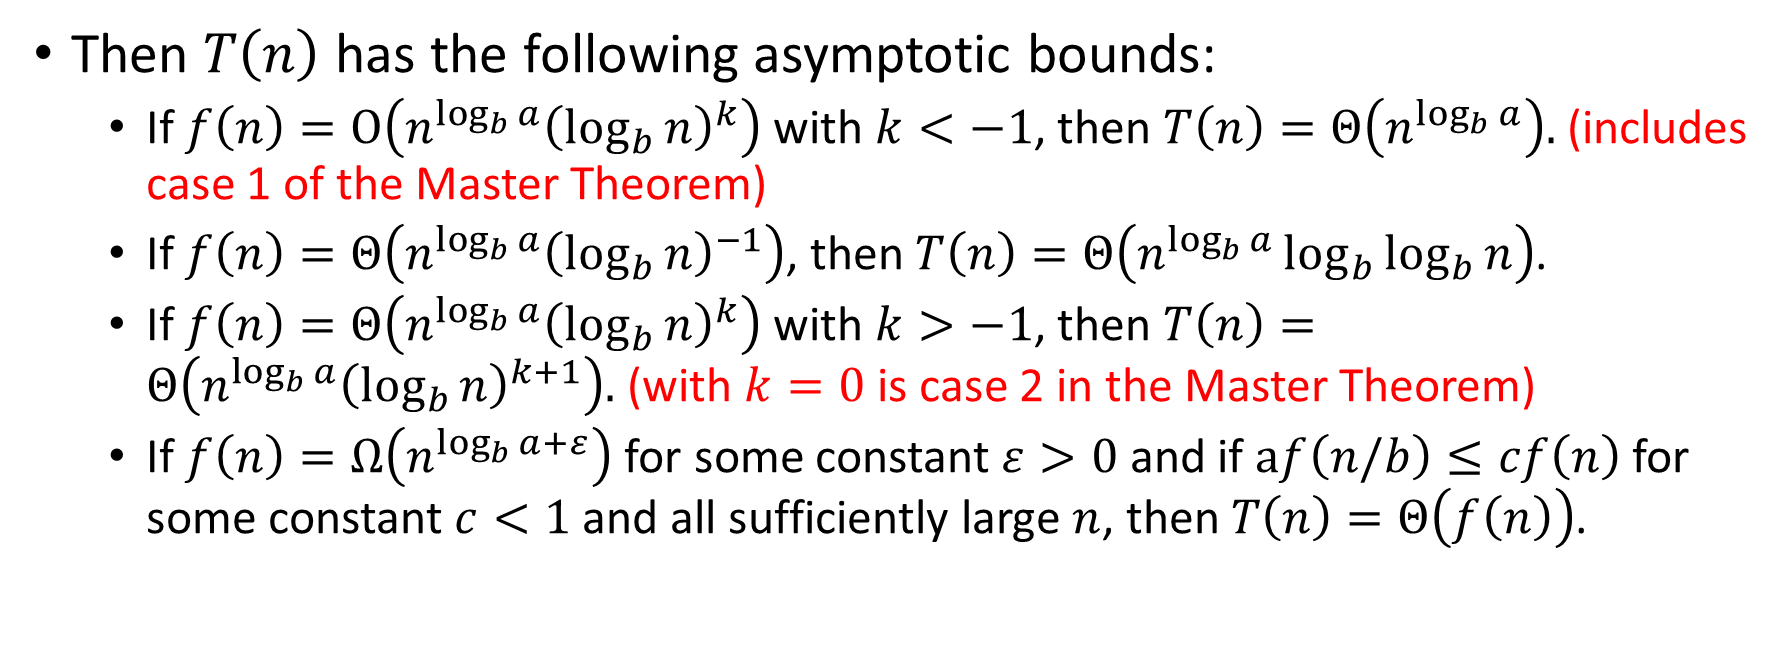 • Then 𝑇(𝑛) has the following asymptotic bounds:
• If 𝑓(𝑛) = O(𝑛^{log_𝑏 𝑎}(log_𝑏 𝑛)^𝑘) with 𝑘 < −1, then 𝑇(𝑛) = Θ(𝑛^{log_𝑏 𝑎}). (includes
case 1 of the Master Theorem)
• If 𝑓(𝑛) = Θ(𝑛^{log_𝑏 𝑎}(log_𝑏 𝑛)^{−1}), then 𝑇(𝑛) = Θ(𝑛^{log_𝑏 𝑎} log_𝑏 log_𝑏 𝑛).
• If 𝑓(𝑛) = Θ(𝑛^{log_𝑏 𝑎}(log_𝑏 𝑛)^𝑘) with 𝑘 > −1, then 𝑇(𝑛) =
Θ(𝑛^{log_𝑏 𝑎}(log_𝑏 𝑛)^{𝑘+1}). (with 𝑘 = 0 is case 2 in the Master Theorem)
• If 𝑓(𝑛) = Ω(𝑛^{log_𝑏 𝑎+𝜀}) for some constant 𝜀 > 0 and if a𝑓(𝑛/𝑏) ≤ 𝑐𝑓(𝑛) for
some constant 𝑐 < 1 and all sufficiently large 𝑛, then 𝑇(𝑛) = Θ(𝑓(𝑛)).